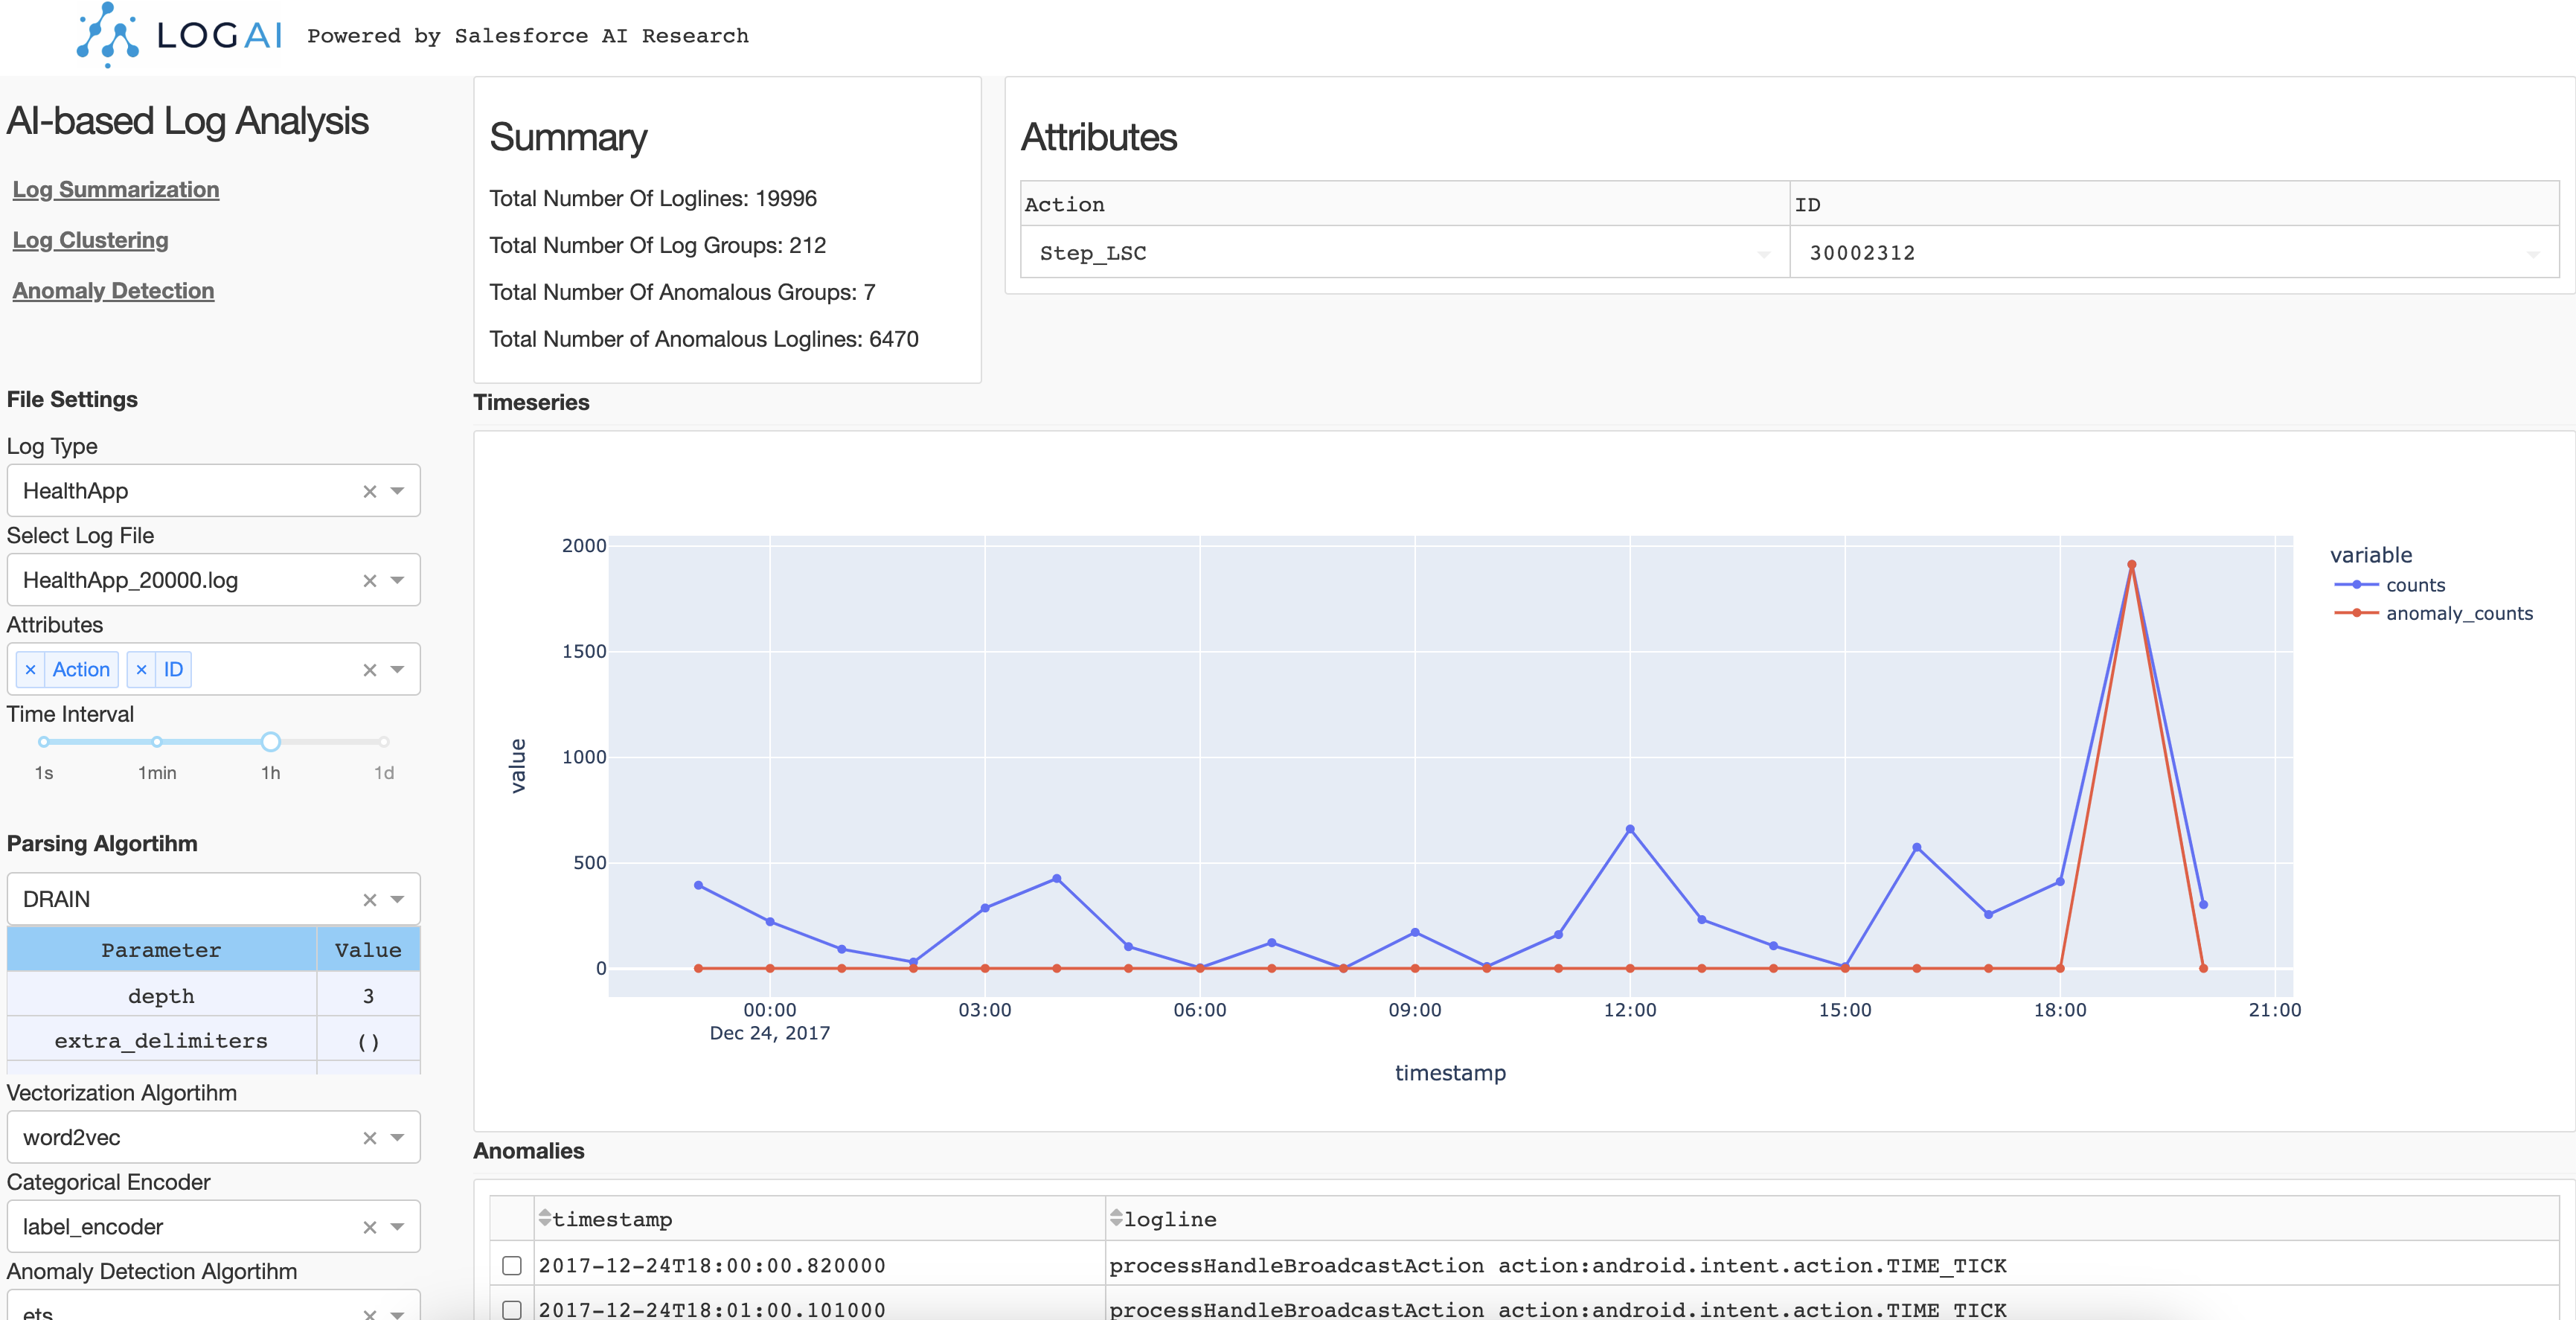 LOGAI Powered by Salesforce AI Research
AI-based Log Analysis
Log Summarization
Log Clustering
Anomaly Detection
File Settings
Log Type
HealthApp
Select Log File
HealthApp_20000.log
Attributes
× Action × ID
Time Interval
1s 1min 1h 1d
Parsing Algortihm
DRAIN
Parameter Value
depth 3
extra_delimiters ()
Vectorization Algortihm
word2vec
Categorical Encoder
label_encoder
Anomaly Detection Algortihm
ets
Summary
Total Number Of Loglines: 19996
Total Number Of Log Groups: 212
Total Number Of Anomalous Groups: 7
Total Number of Anomalous Loglines: 6470
Attributes
Action ID
Step_LSC 30002312
Timeseries
2000
1500
1000
500
0
value
00:00 03:00 06:00 09:00 12:00 15:00 18:00 21:00
Dec 24, 2017
timestamp
variable
counts
anomaly_counts
Anomalies
timestamp logline
2017-12-24T18:00:00.820000 processHandleBroadcastAction action:android.intent.action.TIME_TICK
2017-12-24T18:01:00.101000 processHandleBroadcastAction action:android.intent.action.TIME_TICK